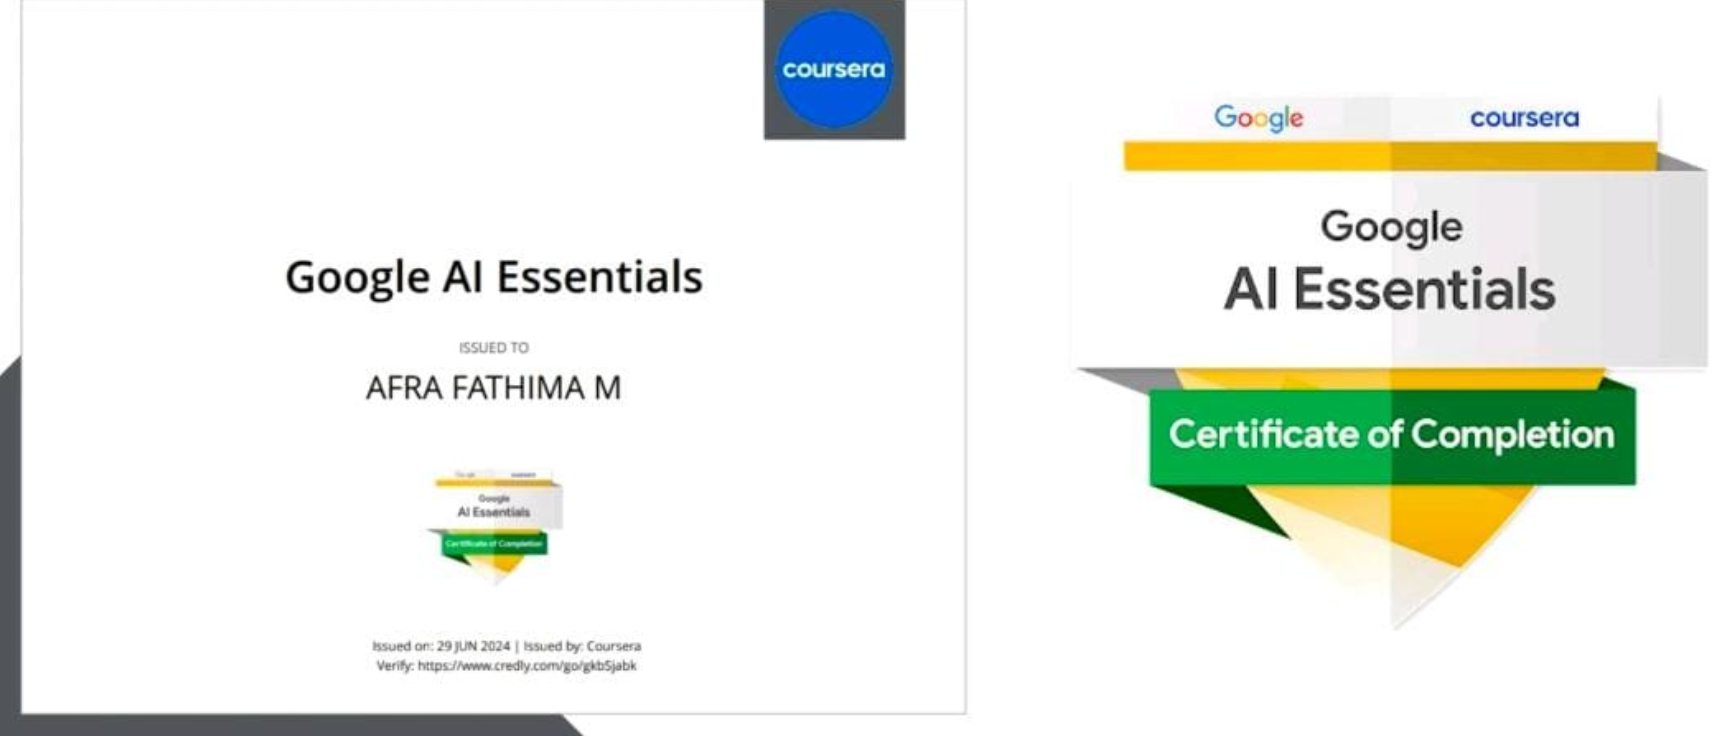 coursera
Google AI Essentials
ISSUED TO
AFRA FATHIMA M
coursera
Google
AI Essentials
Certificate of Completion
Issued on: 29 JUN 2024 | Issued by: Coursera
Verify: https://www.credly.com/go/gkb5jabk
Google coursera
Google
AI Essentials
Certificate of Completion